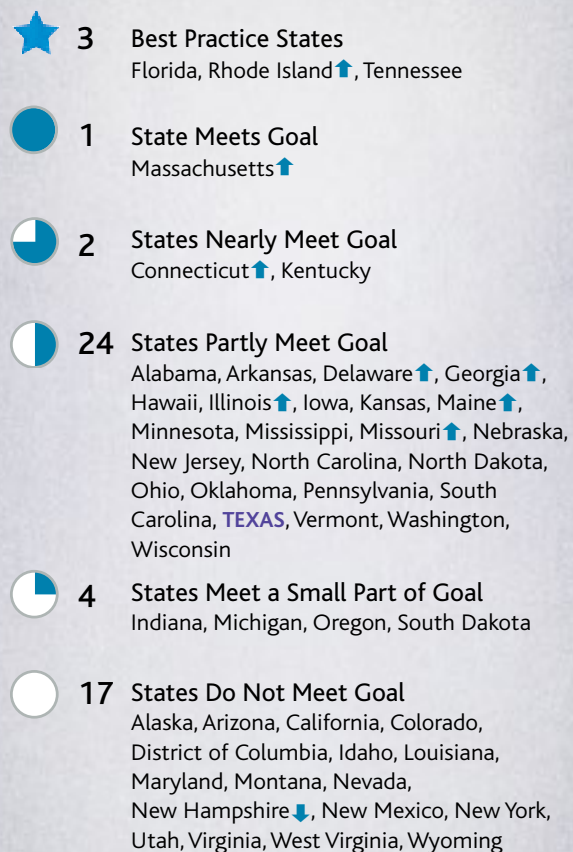 3 Best Practice States
Florida, Rhode Island⬆, Tennessee
1 State Meets Goal
Massachusetts⬆
2 States Nearly Meet Goal
Connecticut⬆, Kentucky
24 States Partly Meet Goal
Alabama, Arkansas, Delaware⬆, Georgia⬆,
Hawaii, Illinois⬆, Iowa, Kansas, Maine⬆,
Minnesota, Mississippi, Missouri⬆, Nebraska,
New Jersey, North Carolina, North Dakota,
Ohio, Oklahoma, Pennsylvania, South
Carolina, TEXAS, Vermont, Washington,
Wisconsin
4 States Meet a Small Part of Goal
Indiana, Michigan, Oregon, South Dakota
17 States Do Not Meet Goal
Alaska, Arizona, California, Colorado,
District of Columbia, Idaho, Louisiana,
Maryland, Montana, Nevada,
New Hampshire⬇, New Mexico, New York,
Utah, Virginia, West Virginia, Wyoming